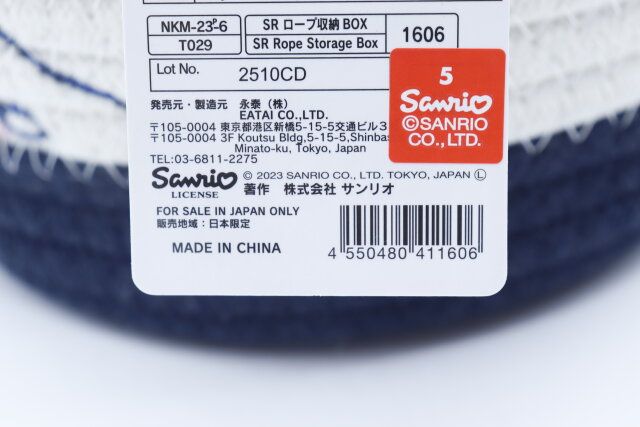 NKM-23ᴾ-6
T029
SR ロープ収納 BOX
SR Rope Storage Box
1606
Lot No. 2510CD
5
Sanrio
©SANRIO
CO., LTD.
発売元・製造元 永泰（株）
EATAI CO.,LTD.
〒105-0004 東京都港区新橋5-15-5交通ビル3
〒105-0004 3F Koutsu Bldg,5-15-5,Shinbas
Minato-ku, Tokyo, Japan
TEL:03-6811-2275
Sanrio
LICENSE
© 2023 SANRIO CO., LTD. TOKYO, JAPAN Ⓛ
著作 株式会社 サンリオ
FOR SALE IN JAPAN ONLY
販売地域：日本限定
MADE IN CHINA
4 550480 411606